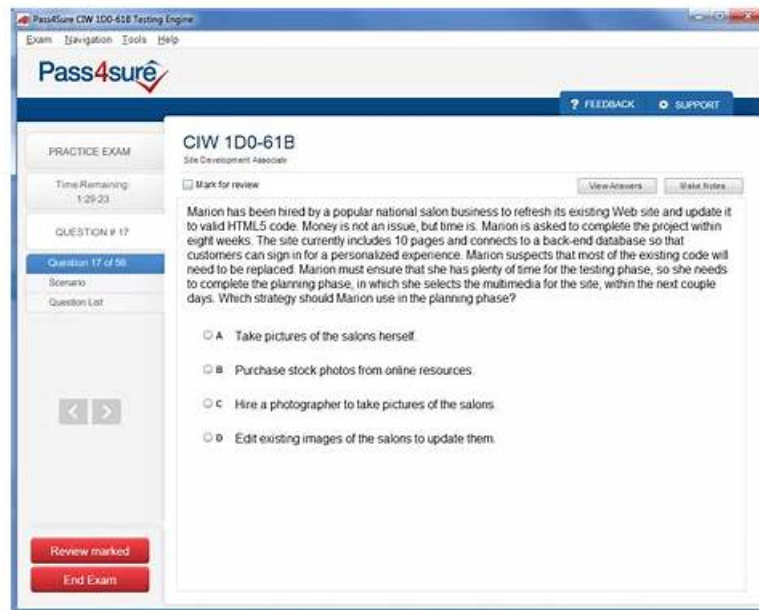 Pass4Sure CIW 1D0-61B Testing Engine
Exam Navigation Tools Help
Pass4sure
? FEEDBACK SUPPORT
PRACTICE EXAM
Time Remaining:
1:29:23
QUESTION # 17
Question 17 of 56
Scenario
Question List
CIW 1D0-61B
Site Development Associate
Mark for review
View Answers Make Notes
Marion has been hired by a popular national salon business to refresh its existing Web site and update it
to valid HTML5 code. Money is not an issue, but time is. Marion is asked to complete the project within
eight weeks. The site currently includes 10 pages and connects to a back-end database so that
customers can sign in for a personalized experience. Marion suspects that most of the existing code will
need to be replaced. Marion must ensure that she has plenty of time for the testing phase, so she needs
to complete the planning phase, in which she selects the multimedia for the site, within the next couple
days. Which strategy should Marion use in the planning phase?
A Take pictures of the salons herself.
B Purchase stock photos from online resources.
C Hire a photographer to take pictures of the salons.
D Edit existing images of the salons to update them.
Review marked
End Exam